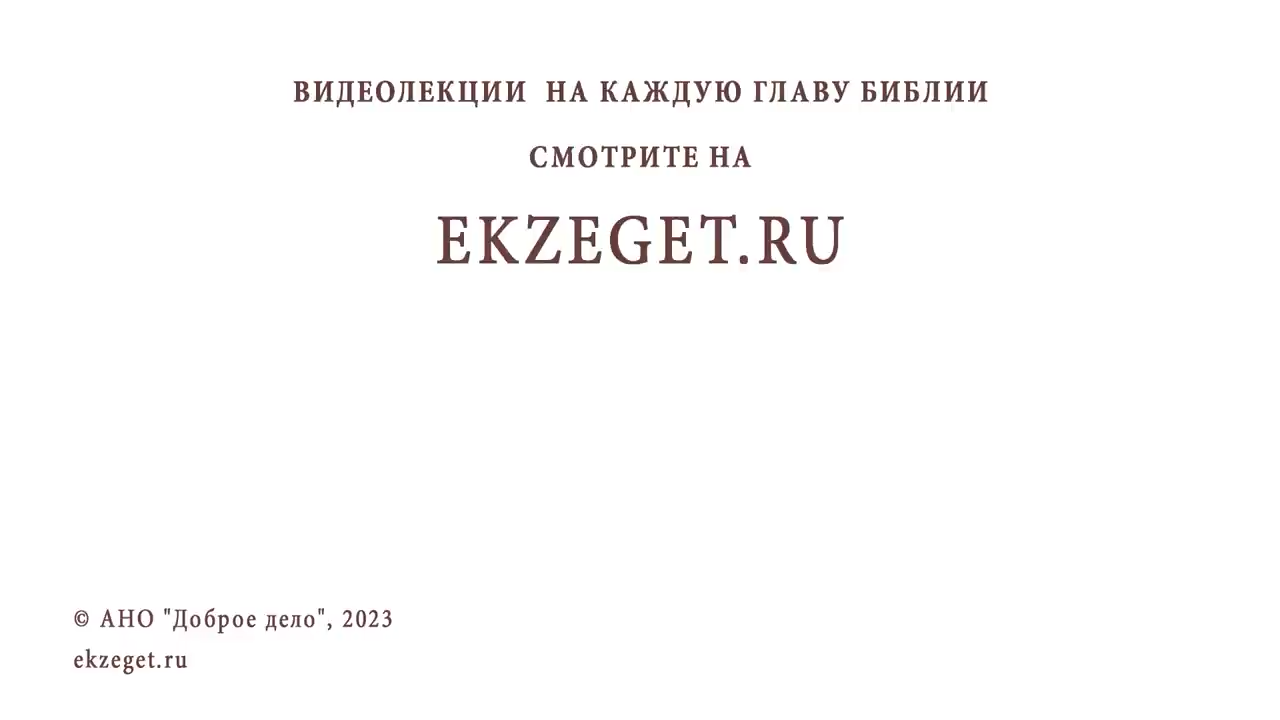 ВИДЕОЛЕКЦИИ НА КАЖДУЮ ГЛАВУ БИБЛИИ
СМОТРИТЕ НА
EKZEGET.RU
© АНО "Доброе дело", 2023
ekzeget.ru